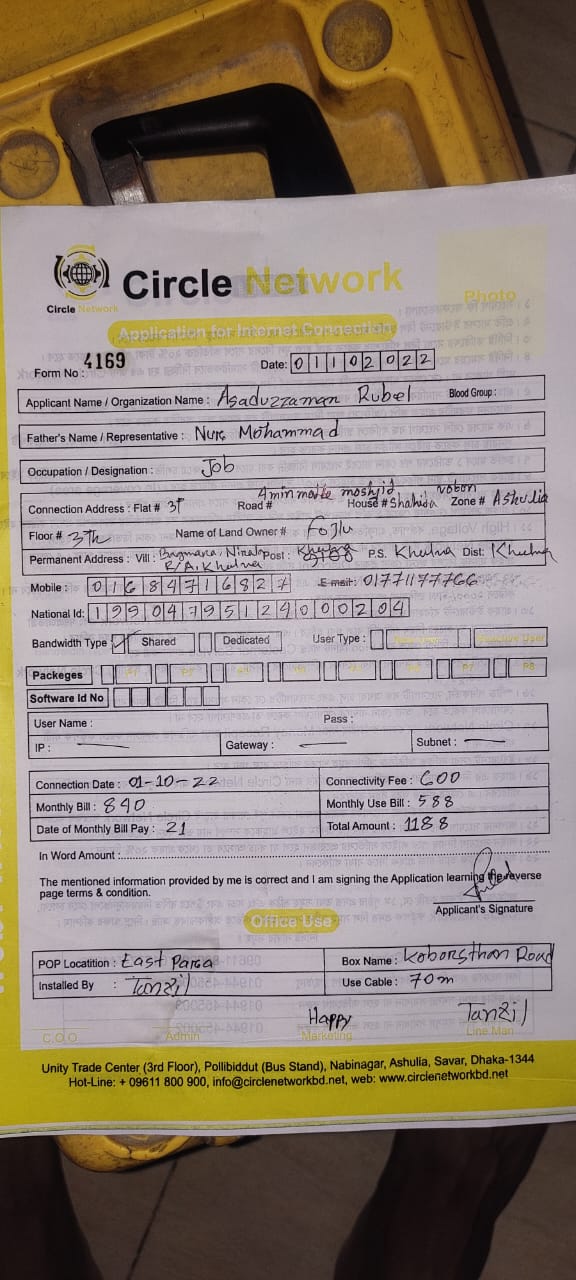 Circle Network
Circle Network
Photo
Application for Internet Connection
Form No : 4169
Date: 01102022
Applicant Name / Organization Name : Asaduzzaman Rubel Blood Group :
Father's Name / Representative : Nur Mohammad
Occupation / Designation : Job
Connection Address : Flat # 3F Road # House # Shahida vobon Zone # Ashulia
Floor # 3th Name of Land Owner # Fojlu
Permanent Address : Vill : Post : P.S. Khulna Dist: Khulna
R/A, Khulna
Mobile : 01684716827 E-mail : 01771177766
National Id: 19904795124000204
Bandwidth Type Shared Dedicated User Type :
Packeges P7 P8
Software Id No
User Name : Pass :
IP : Gateway : Subnet :
Connection Date : 01-10-22 Connectivity Fee : 600
Monthly Bill : 840 Monthly Use Bill : 588
Date of Monthly Bill Pay : 21 Total Amount : 1188
In Word Amount :
The mentioned information provided by me is correct and I am signing the Application learning the reverse
page terms & condition.
Applicant's Signature
Office Use
POP Locatition : East Para Box Name : Koborsthan Road
Installed By : Tanzil Use Cable : 70m
Happy Tanzil
C.O.O Admin Marketing Line Man
Unity Trade Center (3rd Floor), Pollibiddut (Bus Stand), Nabinagar, Ashulia, Savar, Dhaka-1344
Hot-Line: + 09611 800 900, info@circlenetworkbd.net, web: www.circlenetworkbd.net